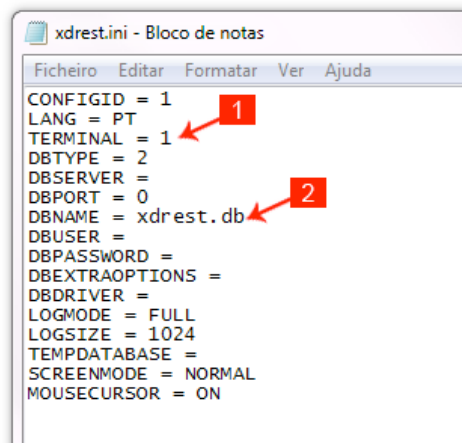 xdrest.ini - Bloco de notas
Ficheiro Editar Formatar Ver Ajuda
CONFIGID = 1
LANG = PT
1
TERMINAL = 1
DBTYPE = 2
DBSERVER =
DBPORT = 0
2
DBNAME = xdrest.db
DBUSER =
DBPASSWORD =
DBEXTRAOPTIONS =
DBDRIVER =
LOGMODE = FULL
LOGSIZE = 1024
TEMPDATABASE =
SCREENMODE = NORMAL
MOUSECURSOR = ON